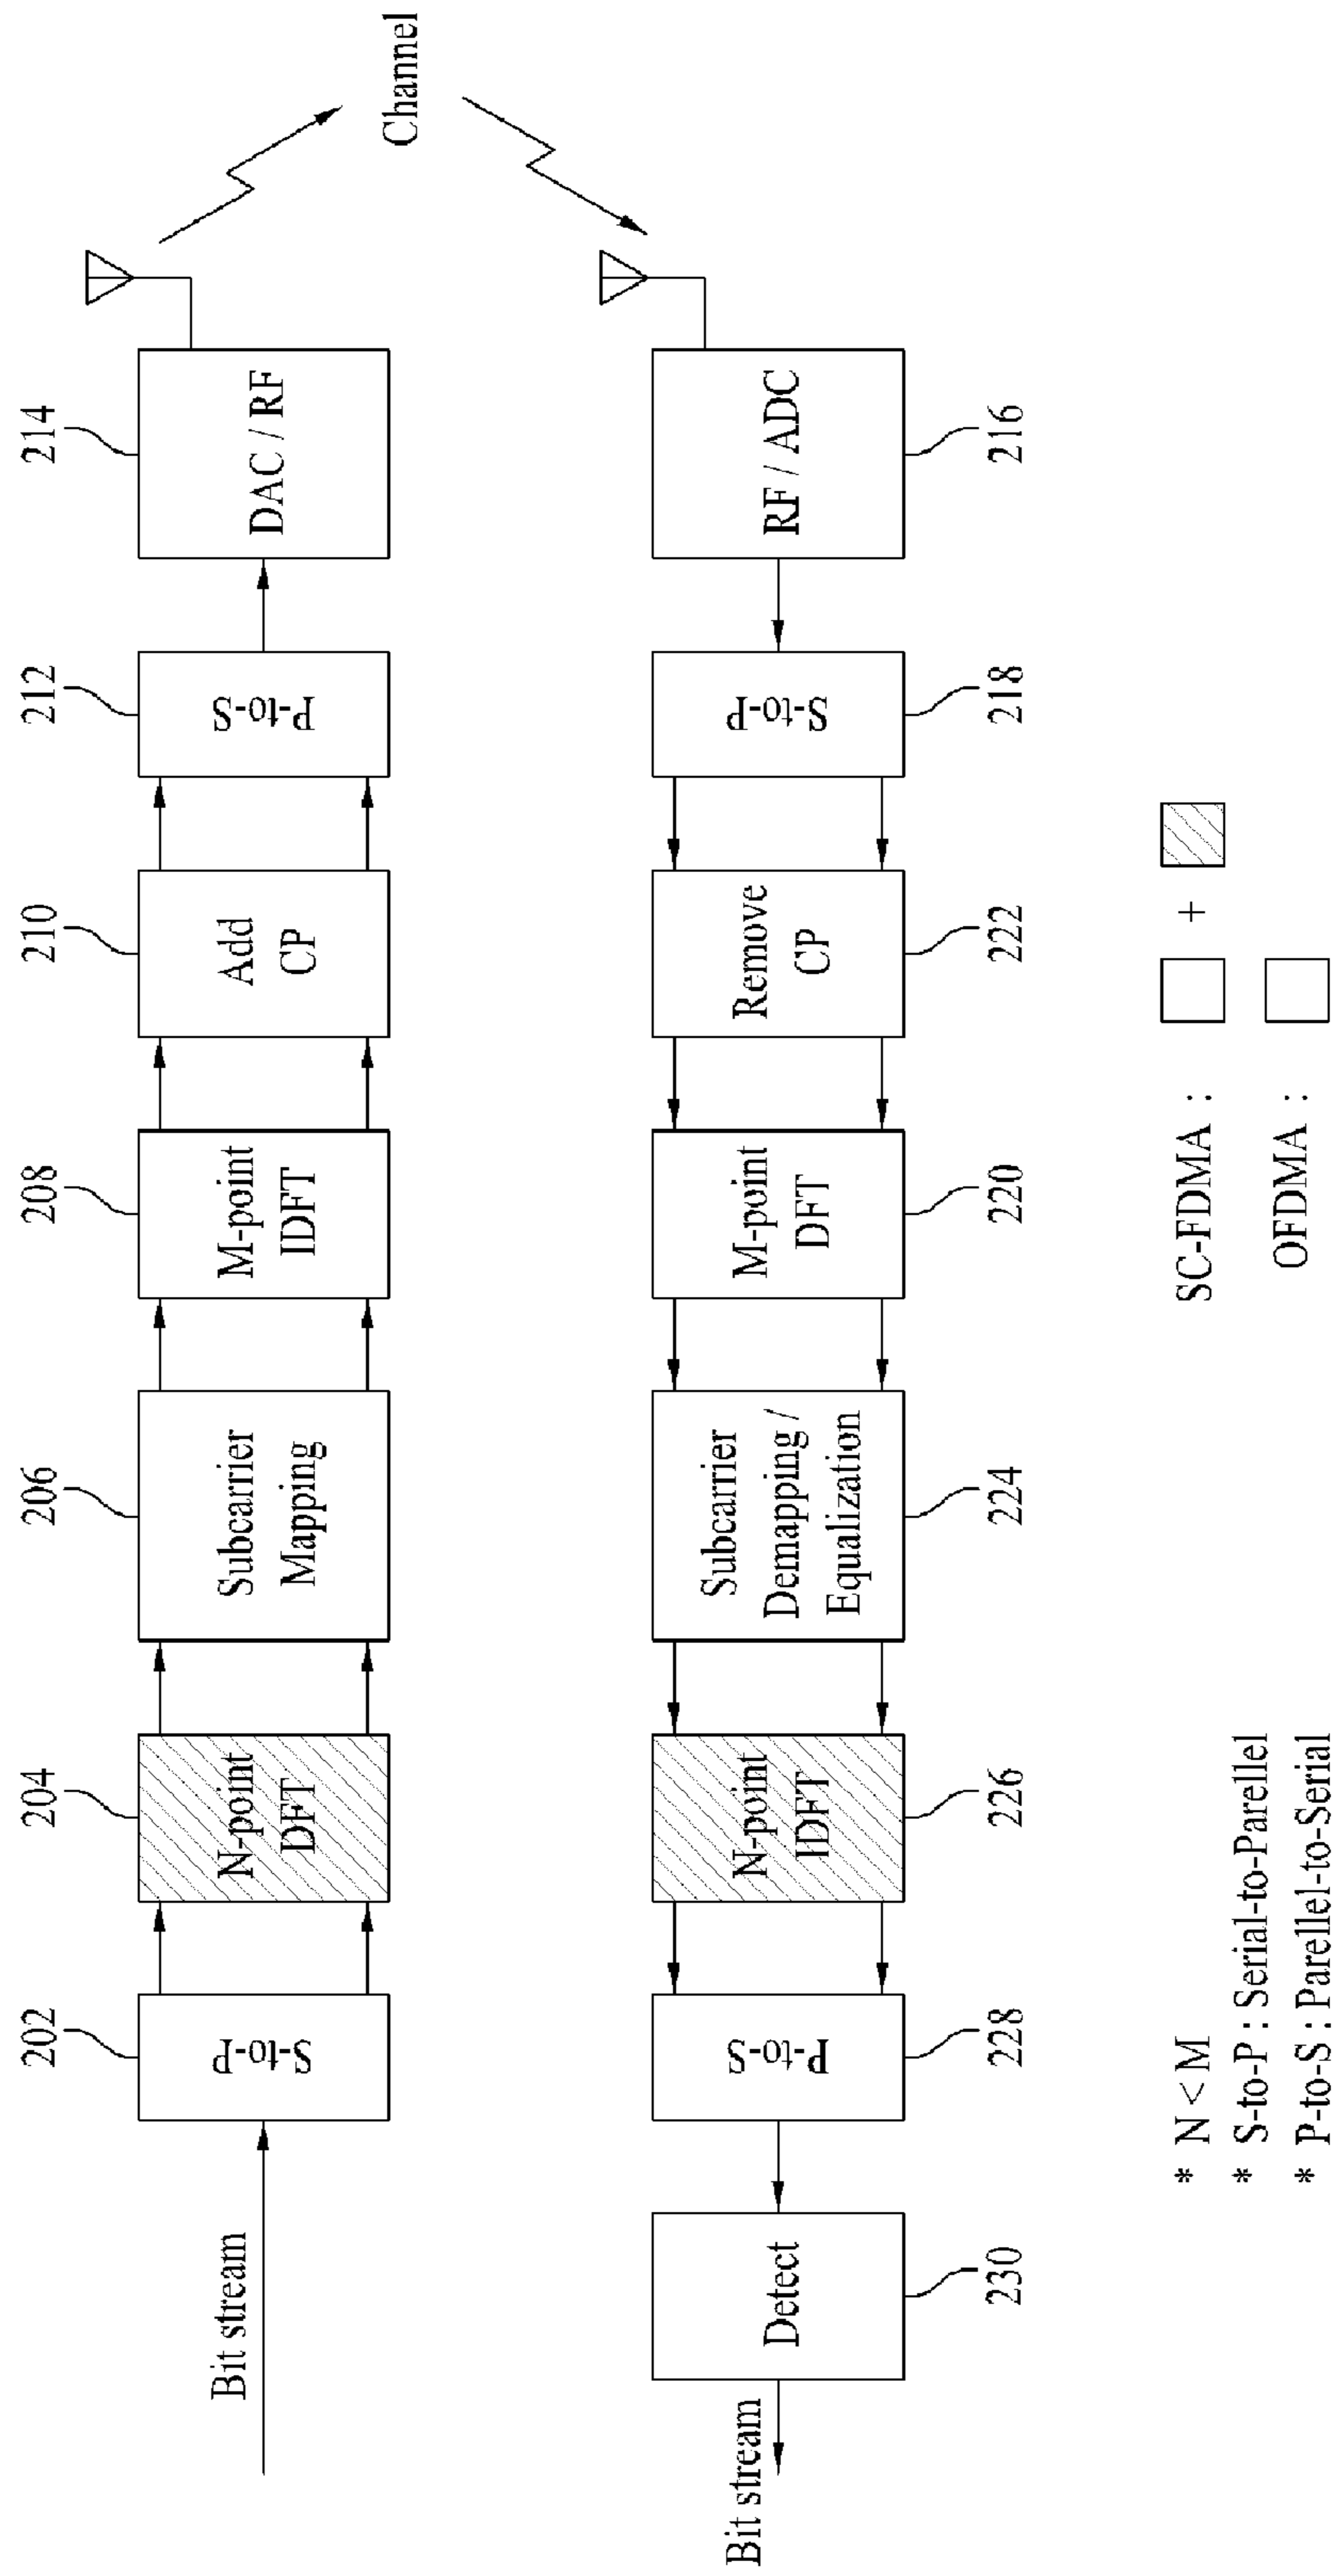 202
204
206
208
210
212
214
Bit stream
S-to-P
N-point
DFT
Subcarrier
Mapping
M-point
IDFT
Add
CP
P-to-S
DAC / RF
Channel
Bit stream
Detect
P-to-S
N-point
IDFT
Subcarrier
Demapping /
Equalization
M-point
DFT
Remove
CP
S-to-P
RF / ADC
230
228
226
224
220
222
218
216
* N < M
* S-to-P : Serial-to-Parellel
* P-to-S : Parellel-to-Serial
SC-FDMA : +
OFDMA :